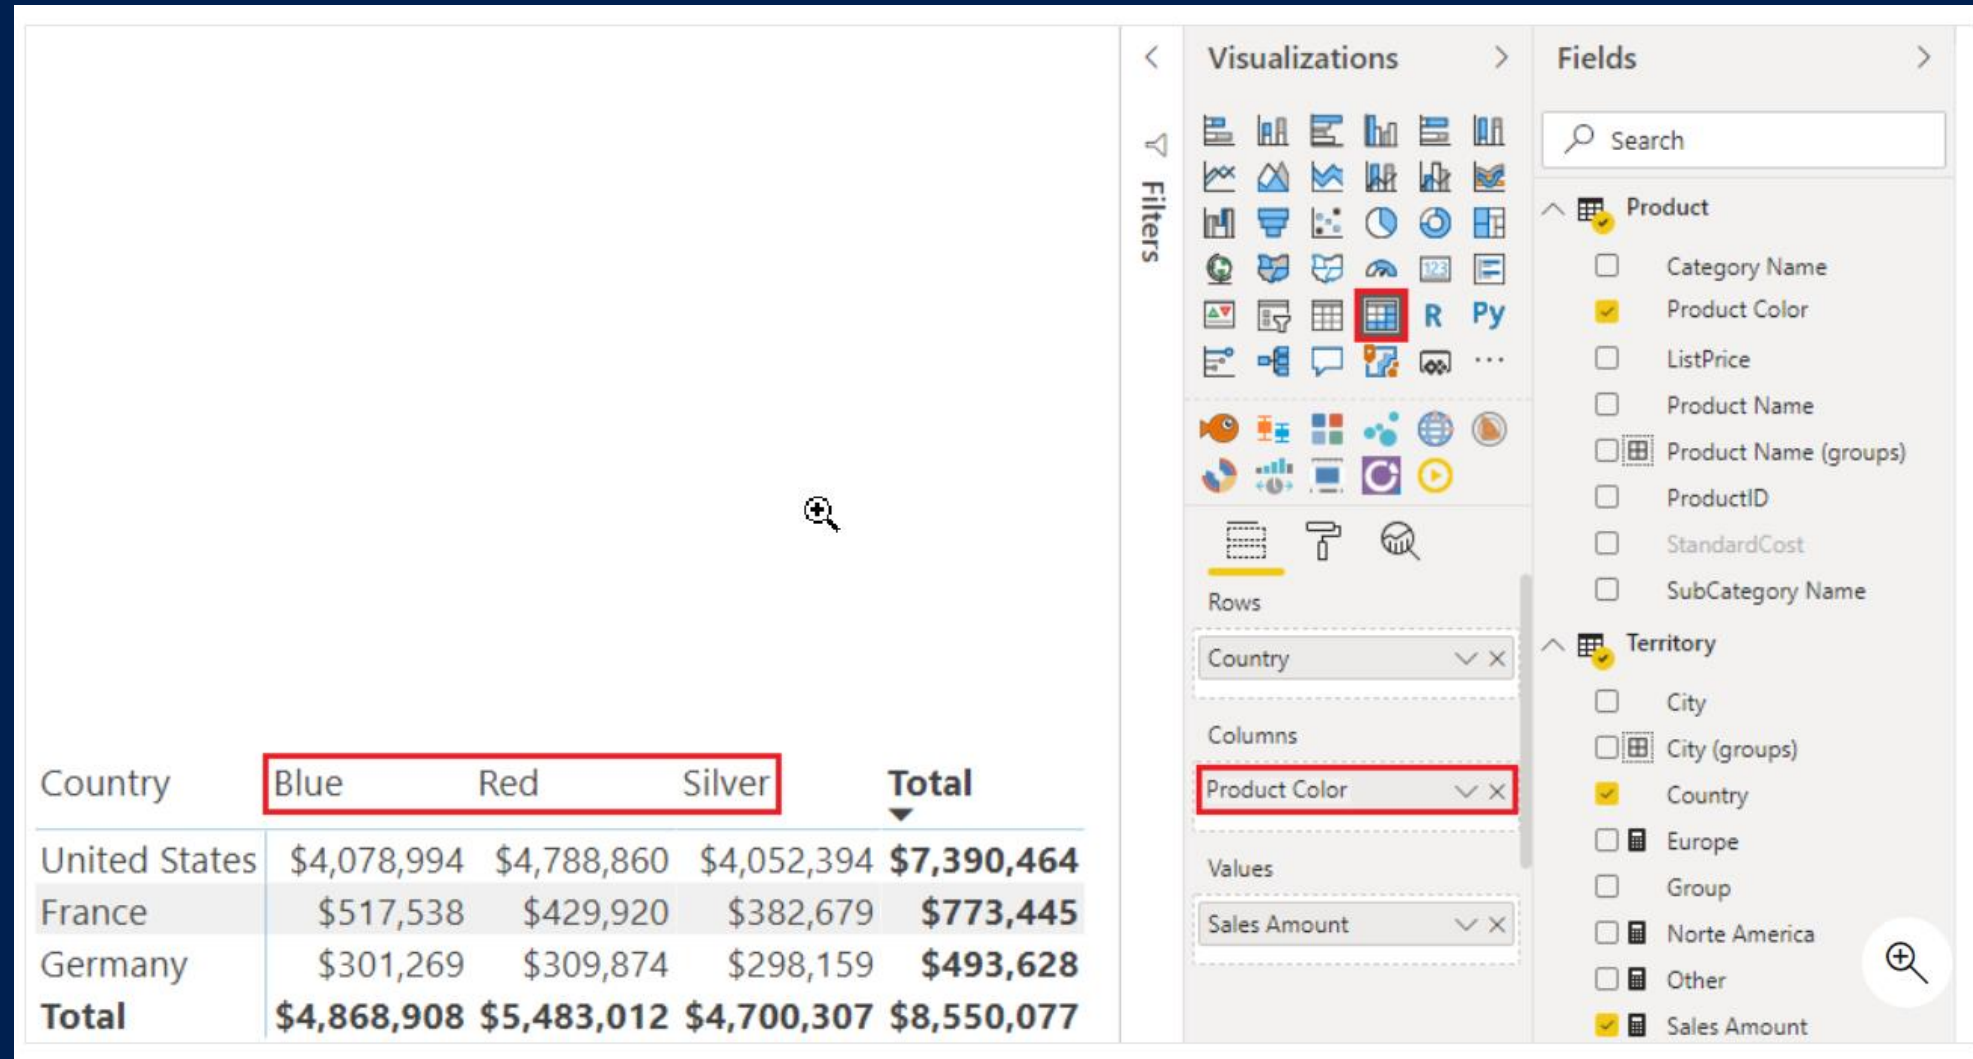 Visualizations
Fields
Search
Filters
123
R
Py
Product
Category Name
Product Color
ListPrice
Product Name
Product Name (groups)
ProductID
StandardCost
SubCategory Name
Territory
City
City (groups)
Country
Europe
Group
Norte America
Other
Sales Amount
Rows
Country
Columns
Product Color
Values
Sales Amount
Country Blue Red Silver Total
United States $4,078,994 $4,788,860 $4,052,394 $7,390,464
France $517,538 $429,920 $382,679 $773,445
Germany $301,269 $309,874 $298,159 $493,628
Total $4,868,908 $5,483,012 $4,700,307 $8,550,077